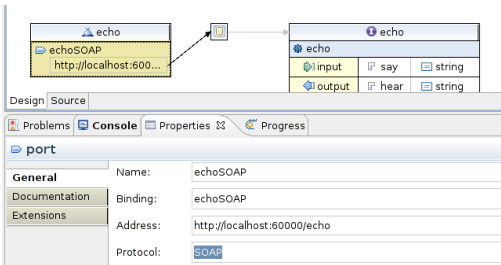 echo
echo
echoSOAP
echo
http://localhost:600...
input say string
output hear string
Design Source
Problems Console Properties Progress
port
General
Name: echoSOAP
Documentation
Binding: echoSOAP
Extensions
Address: http://localhost:60000/echo
Protocol: SOAP